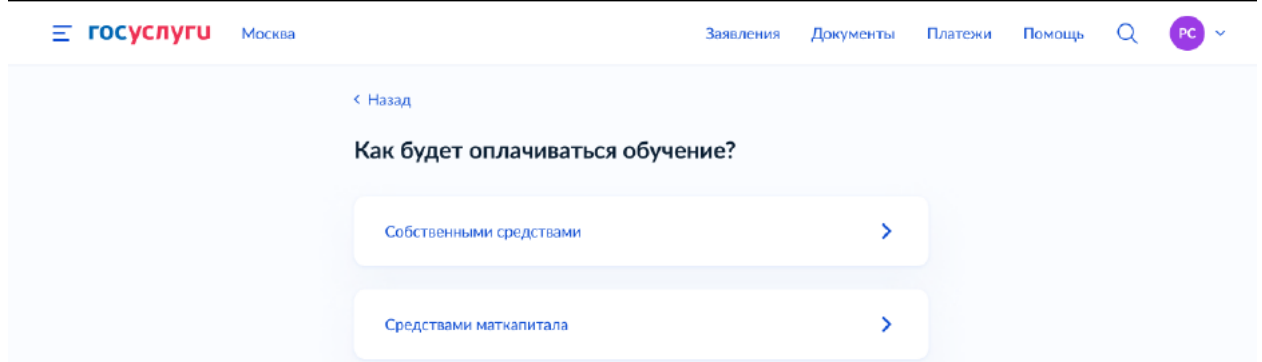 госуслуги Москва Заявления Документы Платежи Помощь РС
Назад
Как будет оплачиваться обучение?
Собственными средствами
Средствами маткапитала